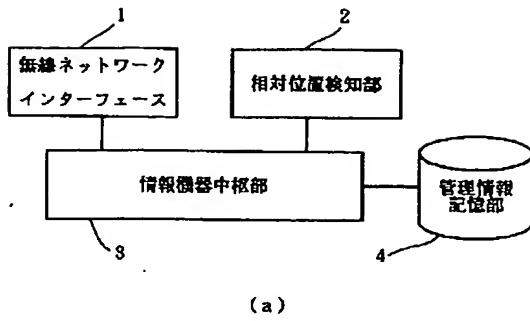 1
2
無線ネットワーク
インターフェース
相対位置検知部
情報機器中枢部
管理情報
記憶部
3
4
(a)